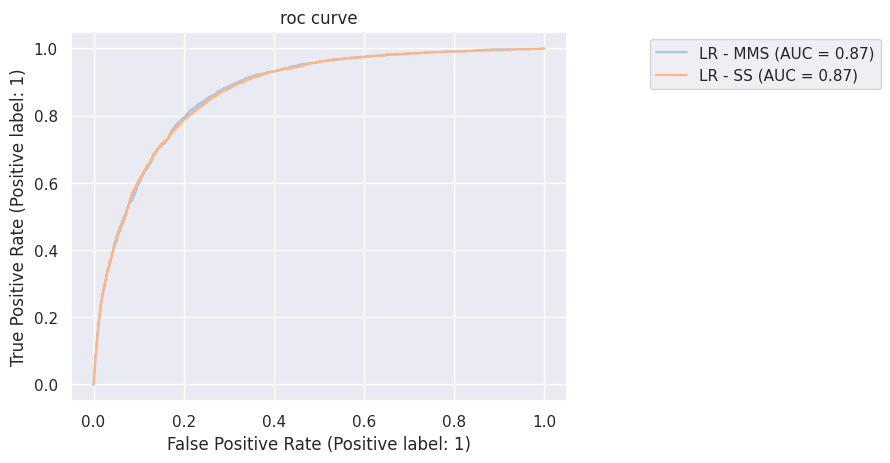 roc curve
LR - MMS (AUC = 0.87)
LR - SS (AUC = 0.87)
True Positive Rate (Positive label: 1)
1.0
0.8
0.6
0.4
0.2
0.0
0.0 0.2 0.4 0.6 0.8 1.0
False Positive Rate (Positive label: 1)